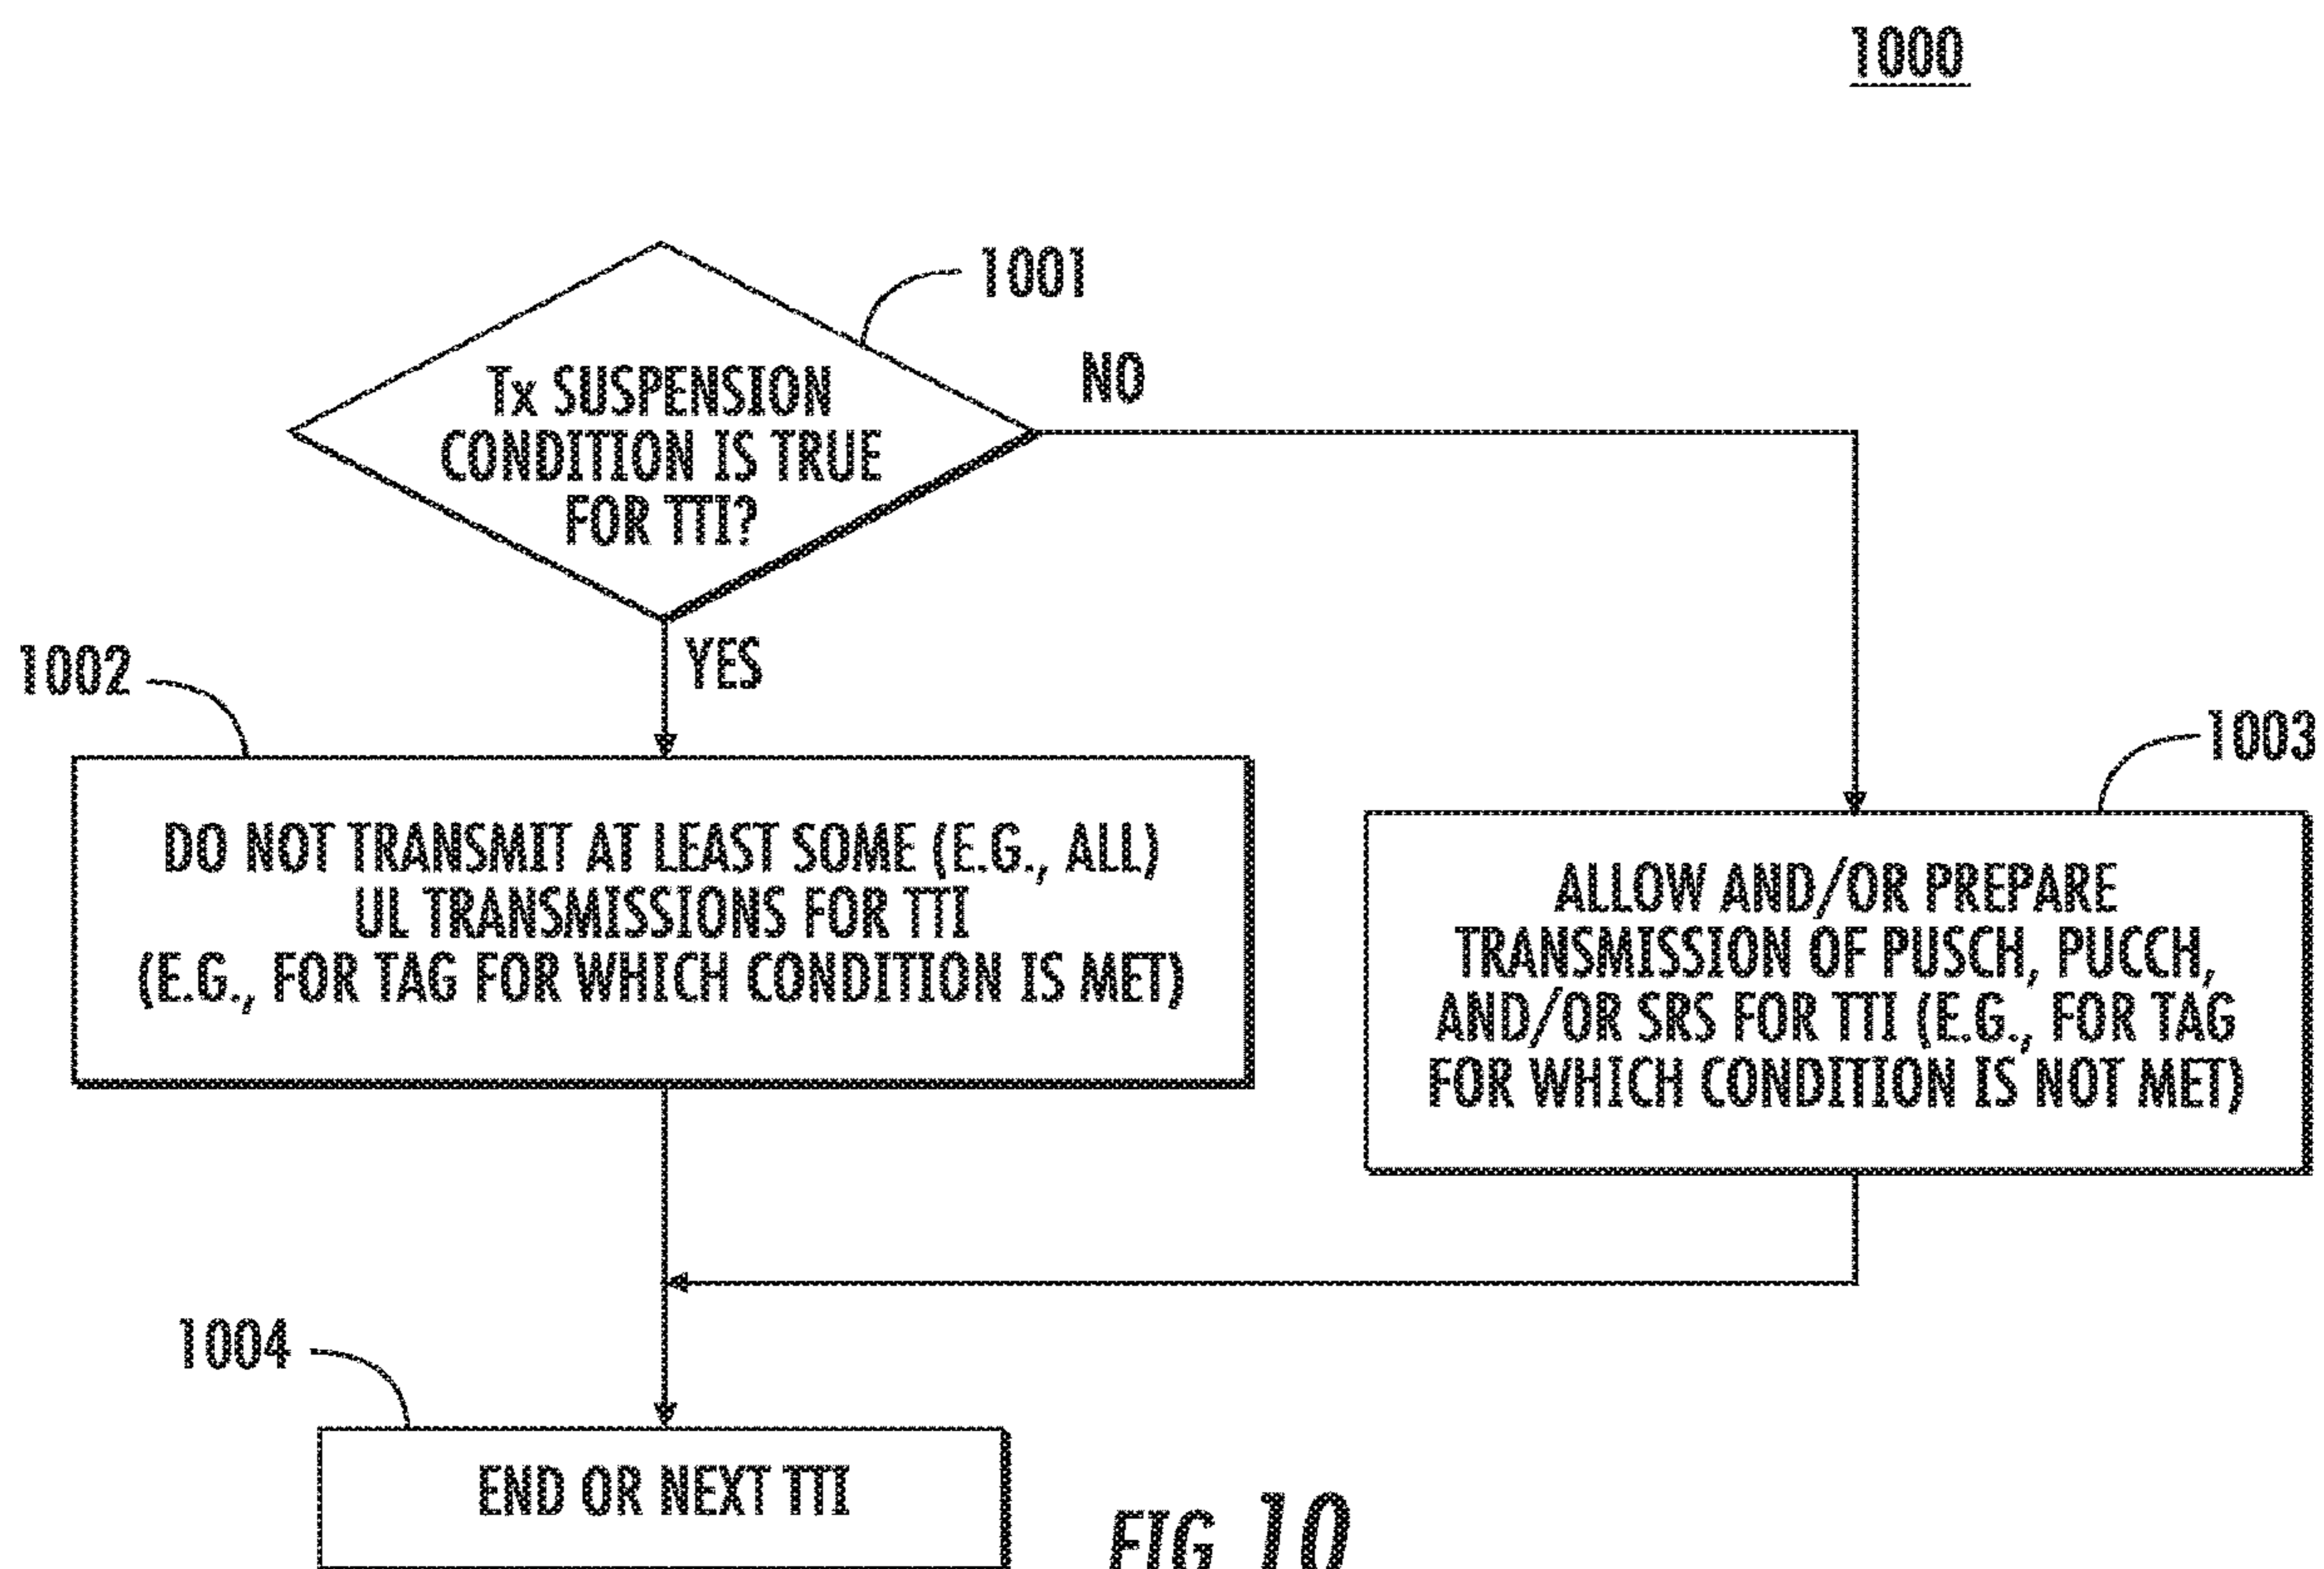 1000
1001
Tx SUSPENSION
CONDITION IS TRUE
FOR TTI?
NO
YES
1002
DO NOT TRANSMIT AT LEAST SOME (E.G., ALL)
UL TRANSMISSIONS FOR TTI
(E.G., FOR TAG FOR WHICH CONDITION IS MET)
1003
ALLOW AND/OR PREPARE
TRANSMISSION OF PUSCH, PUCCH,
AND/OR SRS FOR TTI (E.G., FOR TAG
FOR WHICH CONDITION IS NOT MET)
1004
END OR NEXT TTI
FIG 10